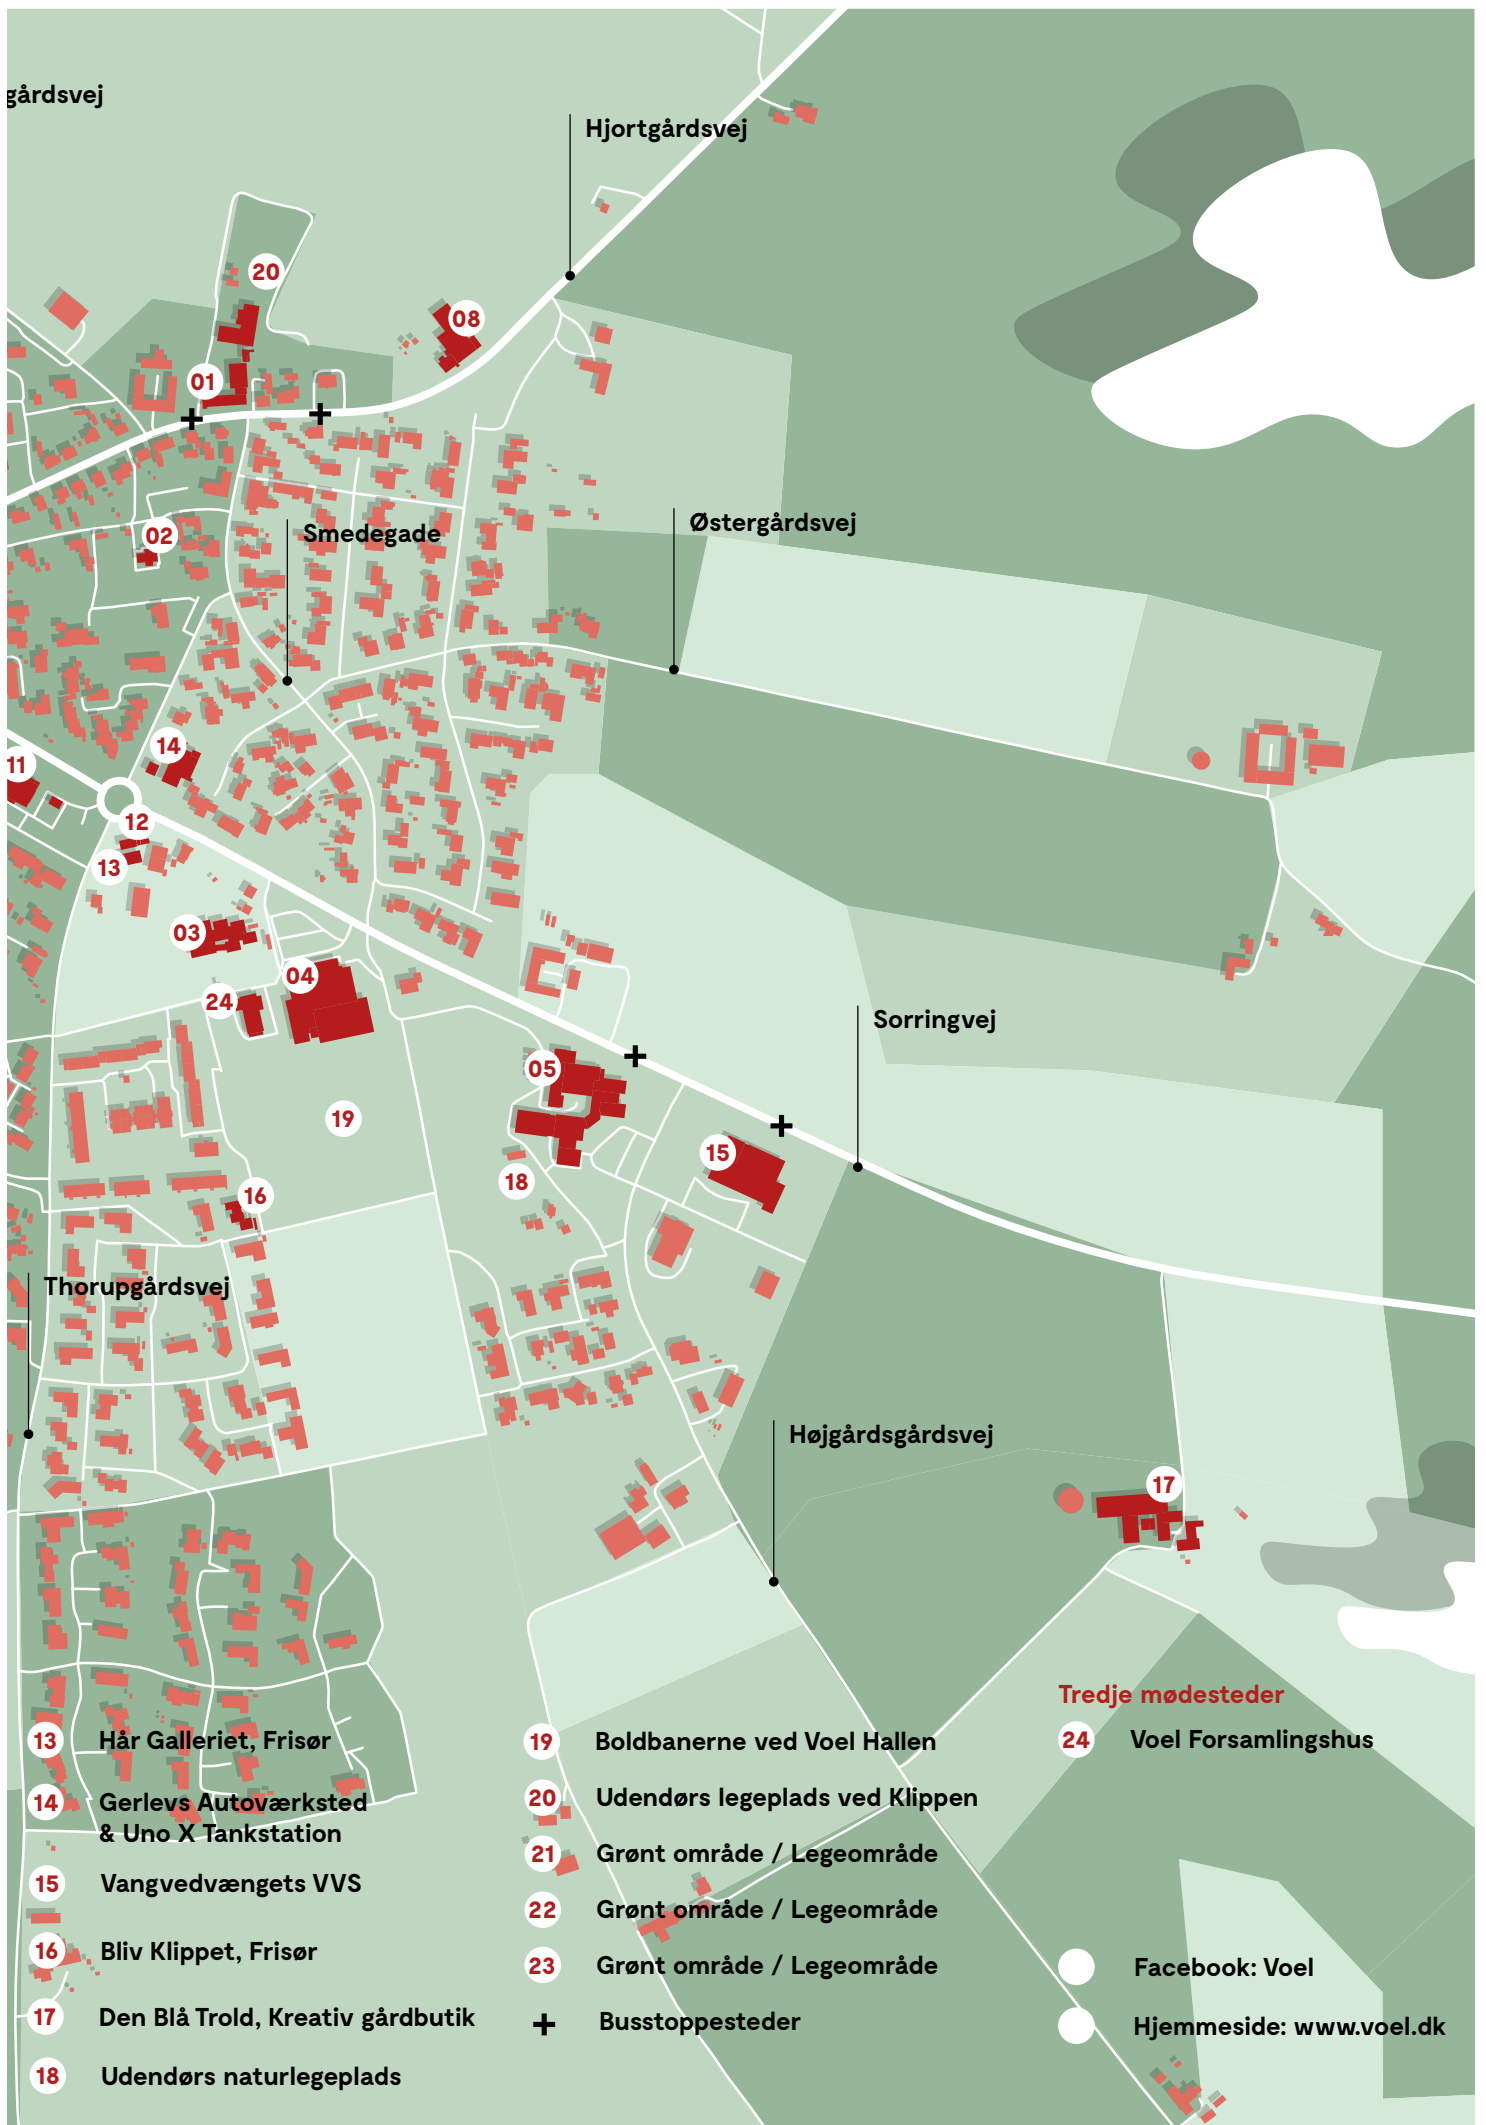 gårdsvej
Hjortgårdsvej
20
08
01
Smedegade
Østergårdsvej
02
14
11
12
13
03
04
24
Sorringvej
05
19
15
18
16
Thorupgårdsvej
Højgårdsgårdsvej
17
13 Hår Galleriet, Frisør
14 Gerlevs Autoværksted
& Uno X Tankstation
15 Vangvedvængets VVS
16 Bliv Klippet, Frisør
17 Den Blå Trold, Kreativ gårdbutik
18 Udendørs naturlegeplads
19 Boldbanerne ved Voel Hallen
20 Udendørs legeplads ved Klippen
21 Grønt område / Legeområde
22 Grønt område / Legeområde
23 Grønt område / Legeområde
+ Busstoppesteder
Tredje mødesteder
24 Voel Forsamlingshus
Facebook: Voel
Hjemmeside: www.voel.dk